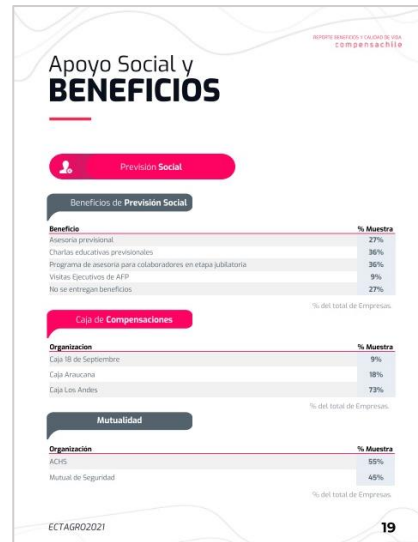 REPORTE BENEFICIOS Y CALIDAD DE VIDA
compensachile
Apoyo Social y
BENEFICIOS
Previsión Social
Beneficios de Previsión Social
Beneficio % Muestra
Asesoría previsional 27%
Charlas educativas previsionales 36%
Programa de asesoría para colaboradores en etapa jubilatoria 36%
Visitas Ejecutivos de AFP 9%
No se entregan beneficios 27%
% del total de Empresas.
Caja de Compensaciones
Organizacion % Muestra
Caja 18 de Septiembre 9%
Caja Araucana 18%
Caja Los Andes 73%
% del total de Empresas.
Mutualidad
Organización % Muestra
ACHS 55%
Mutual de Seguridad 45%
% del total de Empresas.
ECTAGRO2021 19